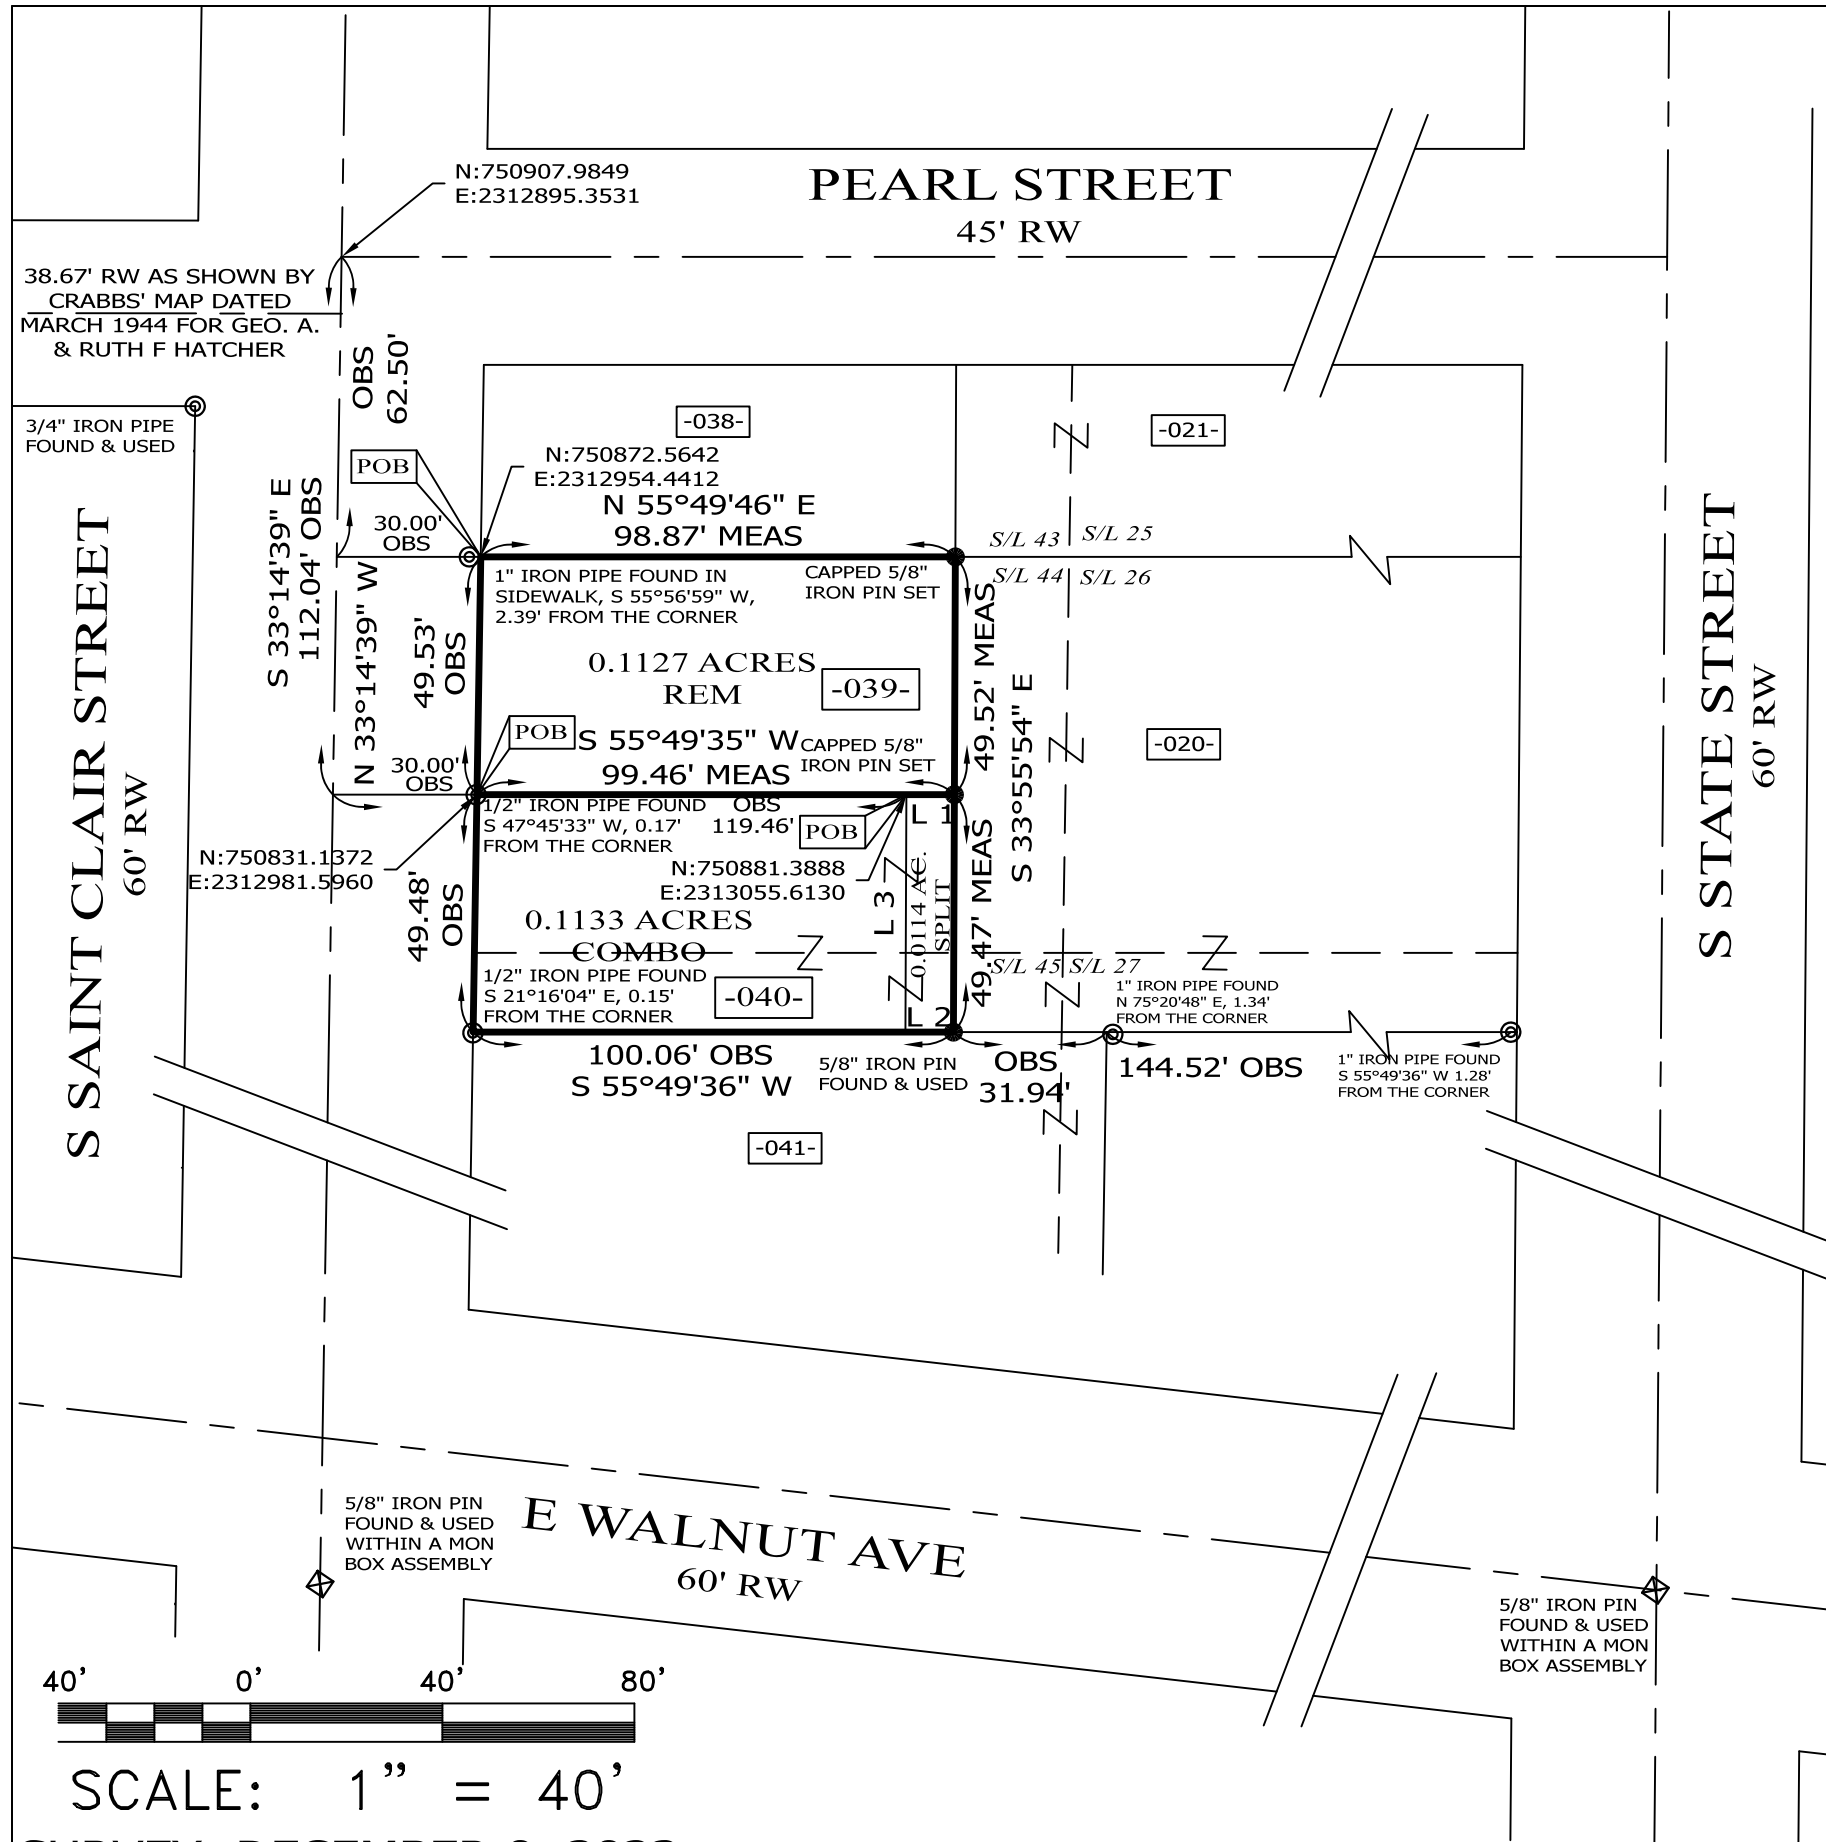 N:750907.9849
E:2312895.3531
PEARL STREET
45' RW
38.67' RW AS SHOWN BY
CRABBS' MAP DATED
MARCH 1944 FOR GEO. A.
& RUTH F HATCHER
OBS
62.50'
3/4" IRON PIPE
FOUND & USED
-038-
-021-
POB
N:750872.5642
E:2312954.4412
N 55°49'46" E
98.87' MEAS
30.00'
OBS
S/L 43
S/L 25
S/L 44
S/L 26
S 33°14'39" E
112.04' OBS
N 33°14'39" W
49.53'
OBS
1" IRON PIPE FOUND IN
SIDEWALK, S 55°56'59" W,
2.39' FROM THE CORNER
CAPPED 5/8"
IRON PIN SET
49.52' MEAS
S 33°55'54" E
0.1127 ACRES
REM
-039-
S SAINT CLAIR STREET
60' RW
S STATE STREET
60' RW
POB
S 55°49'35" W
99.46' MEAS
CAPPED 5/8"
IRON PIN SET
-020-
30.00'
OBS
1/2" IRON PIPE FOUND
S 47°45'33" W, 0.17'
FROM THE CORNER
OBS
119.46'
POB
L 1
N:750831.1372
E:2312981.5960
N:750881.3888
E:2313055.6130
49.48'
OBS
L 3
0.0114 AC.
SPLIT
49.47' MEAS
0.1133 ACRES
COMBO
S/L 45
S/L 27
1/2" IRON PIPE FOUND
S 21°16'04" E, 0.15'
FROM THE CORNER
-040-
L 2
1" IRON PIPE FOUND
N 75°20'48" E, 1.34'
FROM THE CORNER
100.06' OBS
S 55°49'36" W
5/8" IRON PIN
FOUND & USED
OBS
31.94'
144.52' OBS
1" IRON PIPE FOUND
S 55°49'36" W 1.28'
FROM THE CORNER
-041-
5/8" IRON PIN
FOUND & USED
WITHIN A MON
BOX ASSEMBLY
E WALNUT AVE
60' RW
5/8" IRON PIN
FOUND & USED
WITHIN A MON
BOX ASSEMBLY
40' 0' 40' 80'
SCALE: 1" = 40'